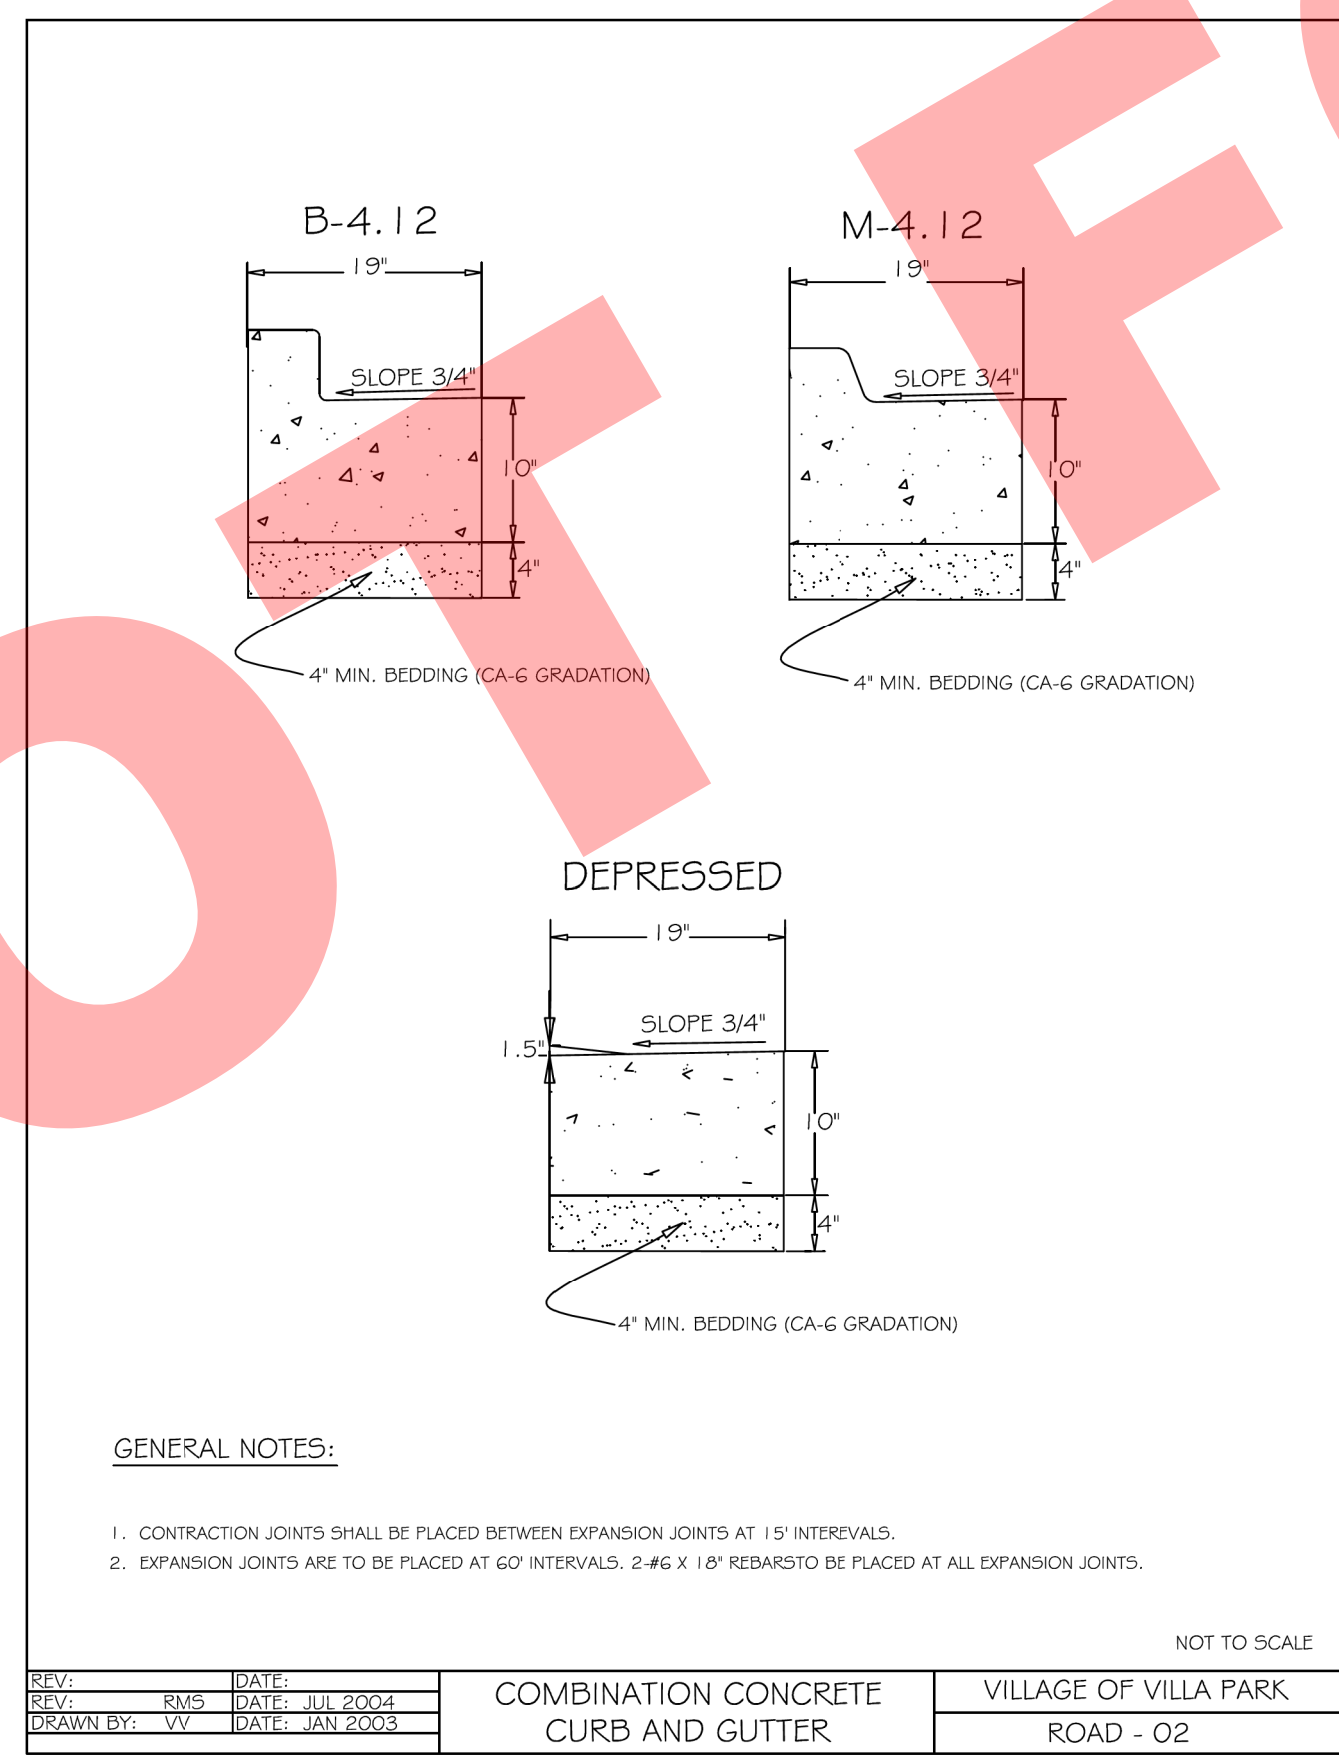 B-4.12
19"
SLOPE 3/4"
10"
4"
4" MIN. BEDDING (CA-6 GRADATION)
M-4.12
19"
SLOPE 3/4"
10"
4"
4" MIN. BEDDING (CA-6 GRADATION)
DEPRESSED
19"
SLOPE 3/4"
1.5"
10"
4"
4" MIN. BEDDING (CA-6 GRADATION)
GENERAL NOTES:
1. CONTRACTION JOINTS SHALL BE PLACED BETWEEN EXPANSION JOINTS AT 15' INTEREVALS.
2. EXPANSION JOINTS ARE TO BE PLACED AT 60' INTERVALS. 2-#6 X 18" REBARSTO BE PLACED AT ALL EXPANSION JOINTS.
NOT TO SCALE
REV: DATE:
REV: RMS DATE: JUL 2004
DRAWN BY: VV DATE: JAN 2003
COMBINATION CONCRETE
CURB AND GUTTER
VILLAGE OF VILLA PARK
ROAD - 02
OT F